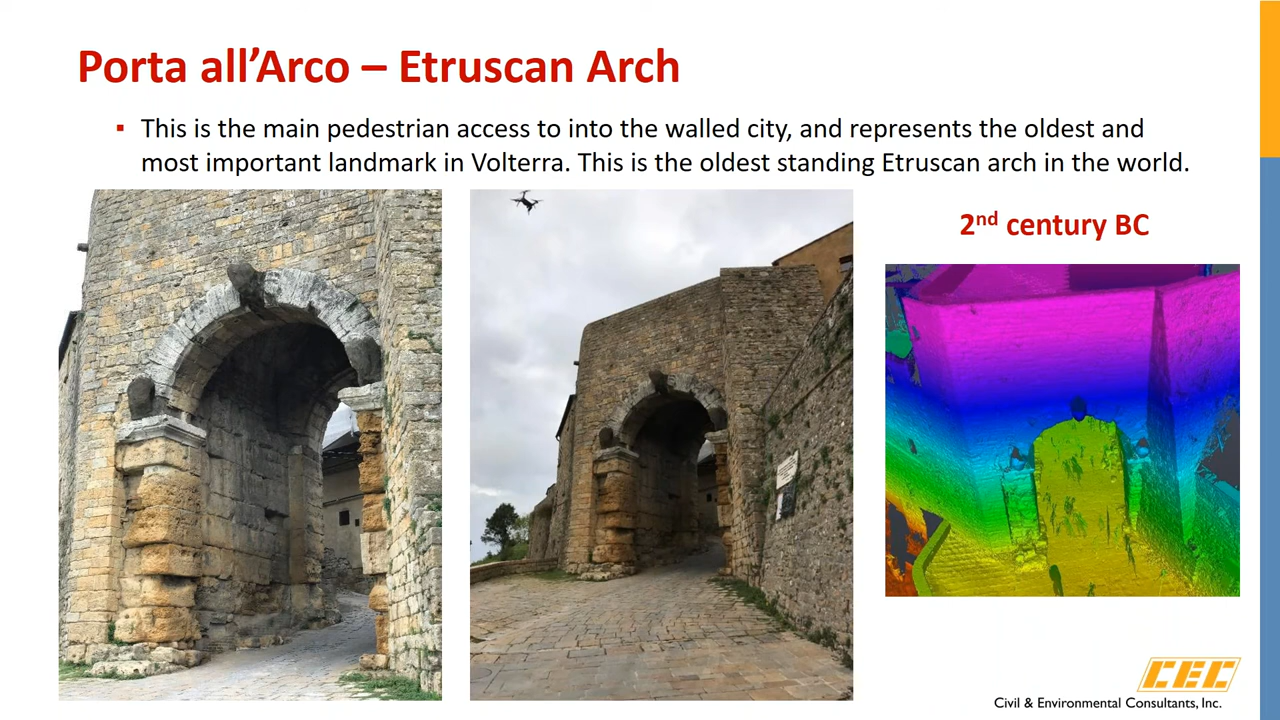 Porta all’Arco – Etruscan Arch
▪ This is the main pedestrian access to into the walled city, and represents the oldest and
most important landmark in Volterra. This is the oldest standing Etruscan arch in the world.
2nd century BC
CEC
Civil & Environmental Consultants, Inc.